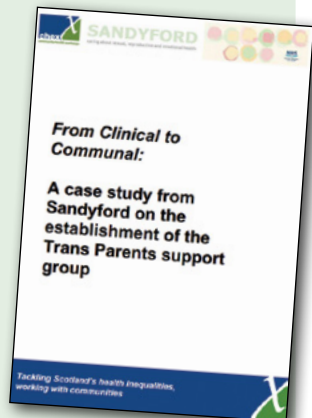 chex
SANDYFORD
From Clinical to
Communal:
A case study from
Sandyford on the
establishment of the
Trans Parents support
group
Tackling Scotland's health inequalities,
working with communities